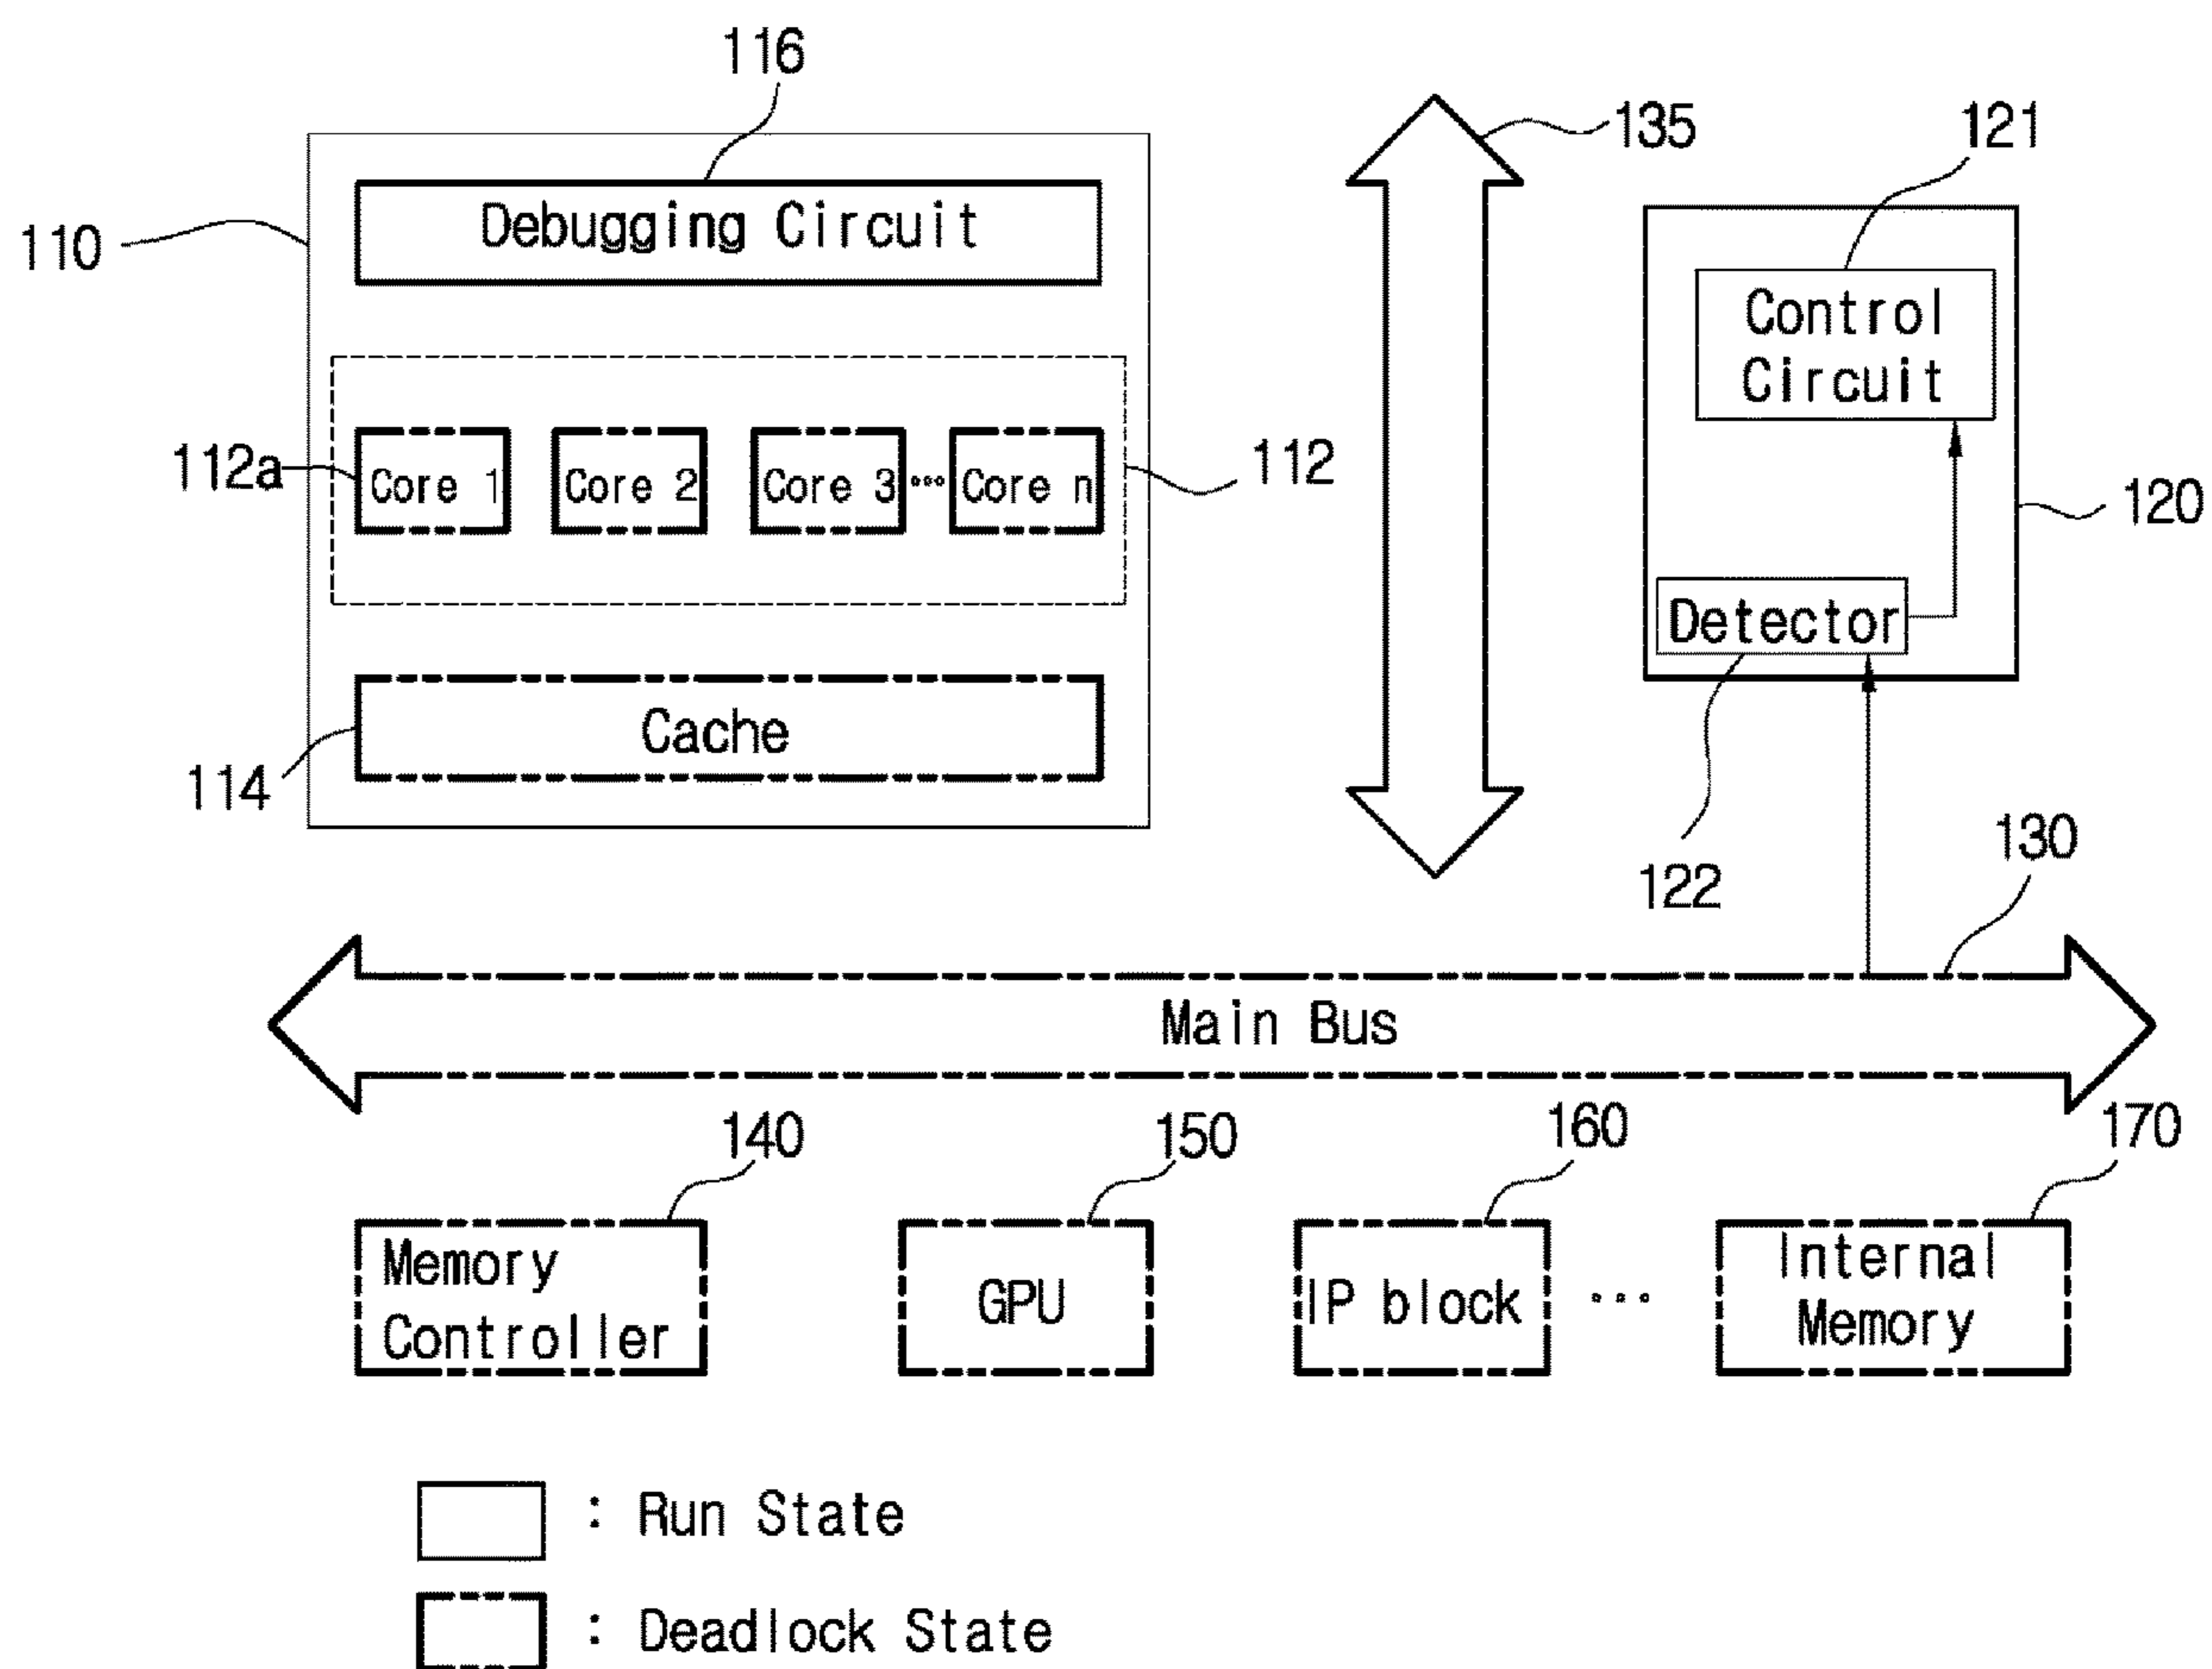 116
135
121
Debugging Circuit
110
Control
Circuit
112a
Core 1
Core 2
Core 3
...
Core n
112
120
Detector
Cache
114
122
130
Main Bus
140
150
160
170
Memory
Controller
GPU
IP block
...
Internal
Memory
: Run State
: Deadlock State